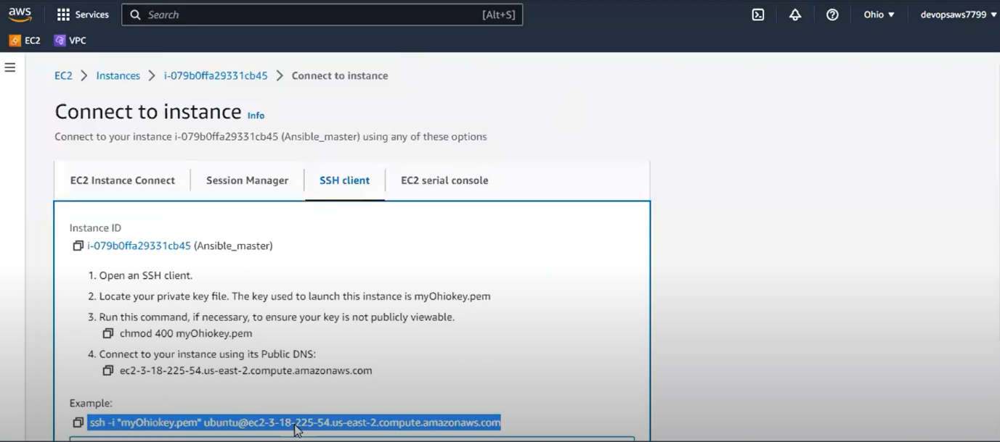 aws Services Search [Alt+S] Ohio devopsaws7799
EC2 VPC
EC2 > Instances > i-079b0ffa29331cb45 > Connect to instance
Connect to instance Info
Connect to your instance i-079b0ffa29331cb45 (Ansible_master) using any of these options
EC2 Instance Connect Session Manager SSH client EC2 serial console
Instance ID
i-079b0ffa29331cb45 (Ansible_master)
1. Open an SSH client.
2. Locate your private key file. The key used to launch this instance is myOhiokey.pem
3. Run this command, if necessary, to ensure your key is not publicly viewable.
chmod 400 myOhiokey.pem
4. Connect to your instance using its Public DNS:
ec2-3-18-225-54.us-east-2.compute.amazonaws.com
Example:
ssh -i "myOhiokey.pem" ubuntu@ec2-3-18-225-54.us-east-2.compute.amazonaws.com